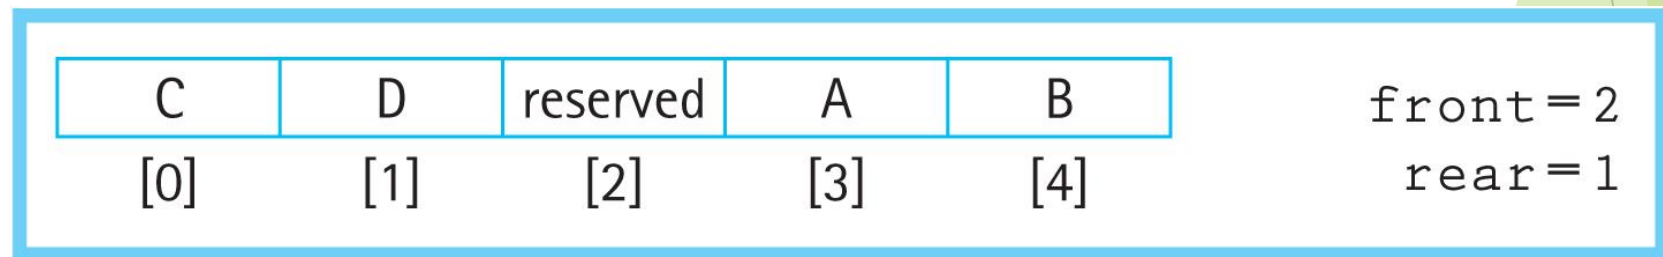 C D reserved A B
[0] [1] [2] [3] [4]
front=2
rear=1